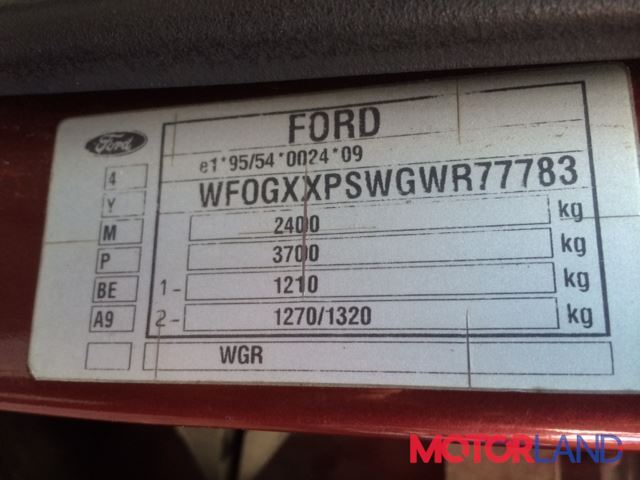 Ford
FORD
e1*95/54*0024*09
WF0GXXPSWGWR77783
4
Y
M 2400 kg
P 3700 kg
BE 1- 1210 kg
A9 2- 1270/1320 kg
WGR
MOTORLAND